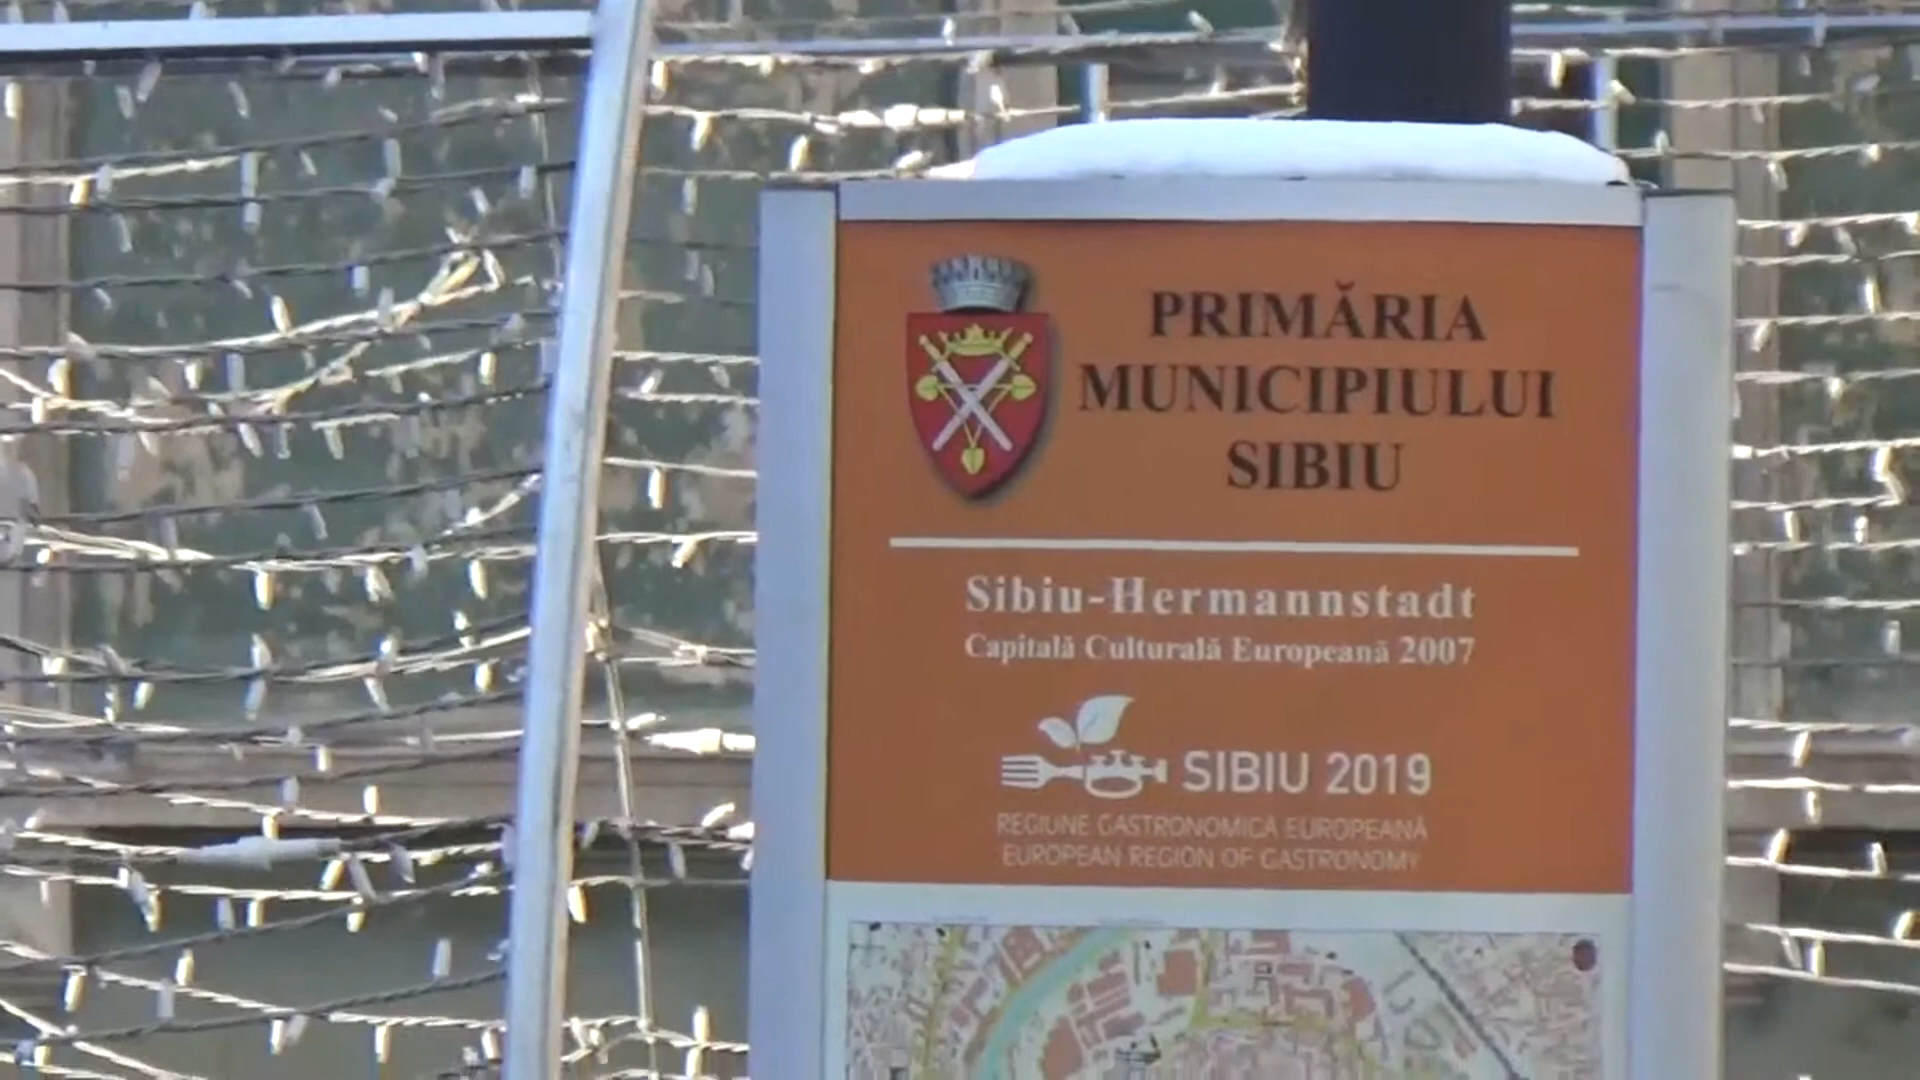 PRIMĂRIA
MUNICIPIULUI
SIBIU
Sibiu-Hermannstadt
Capitală Culturală Europeană 2007
SIBIU 2019
REGIUNE GASTRONOMICĂ EUROPEANĂ
EUROPEAN REGION OF GASTRONOMY